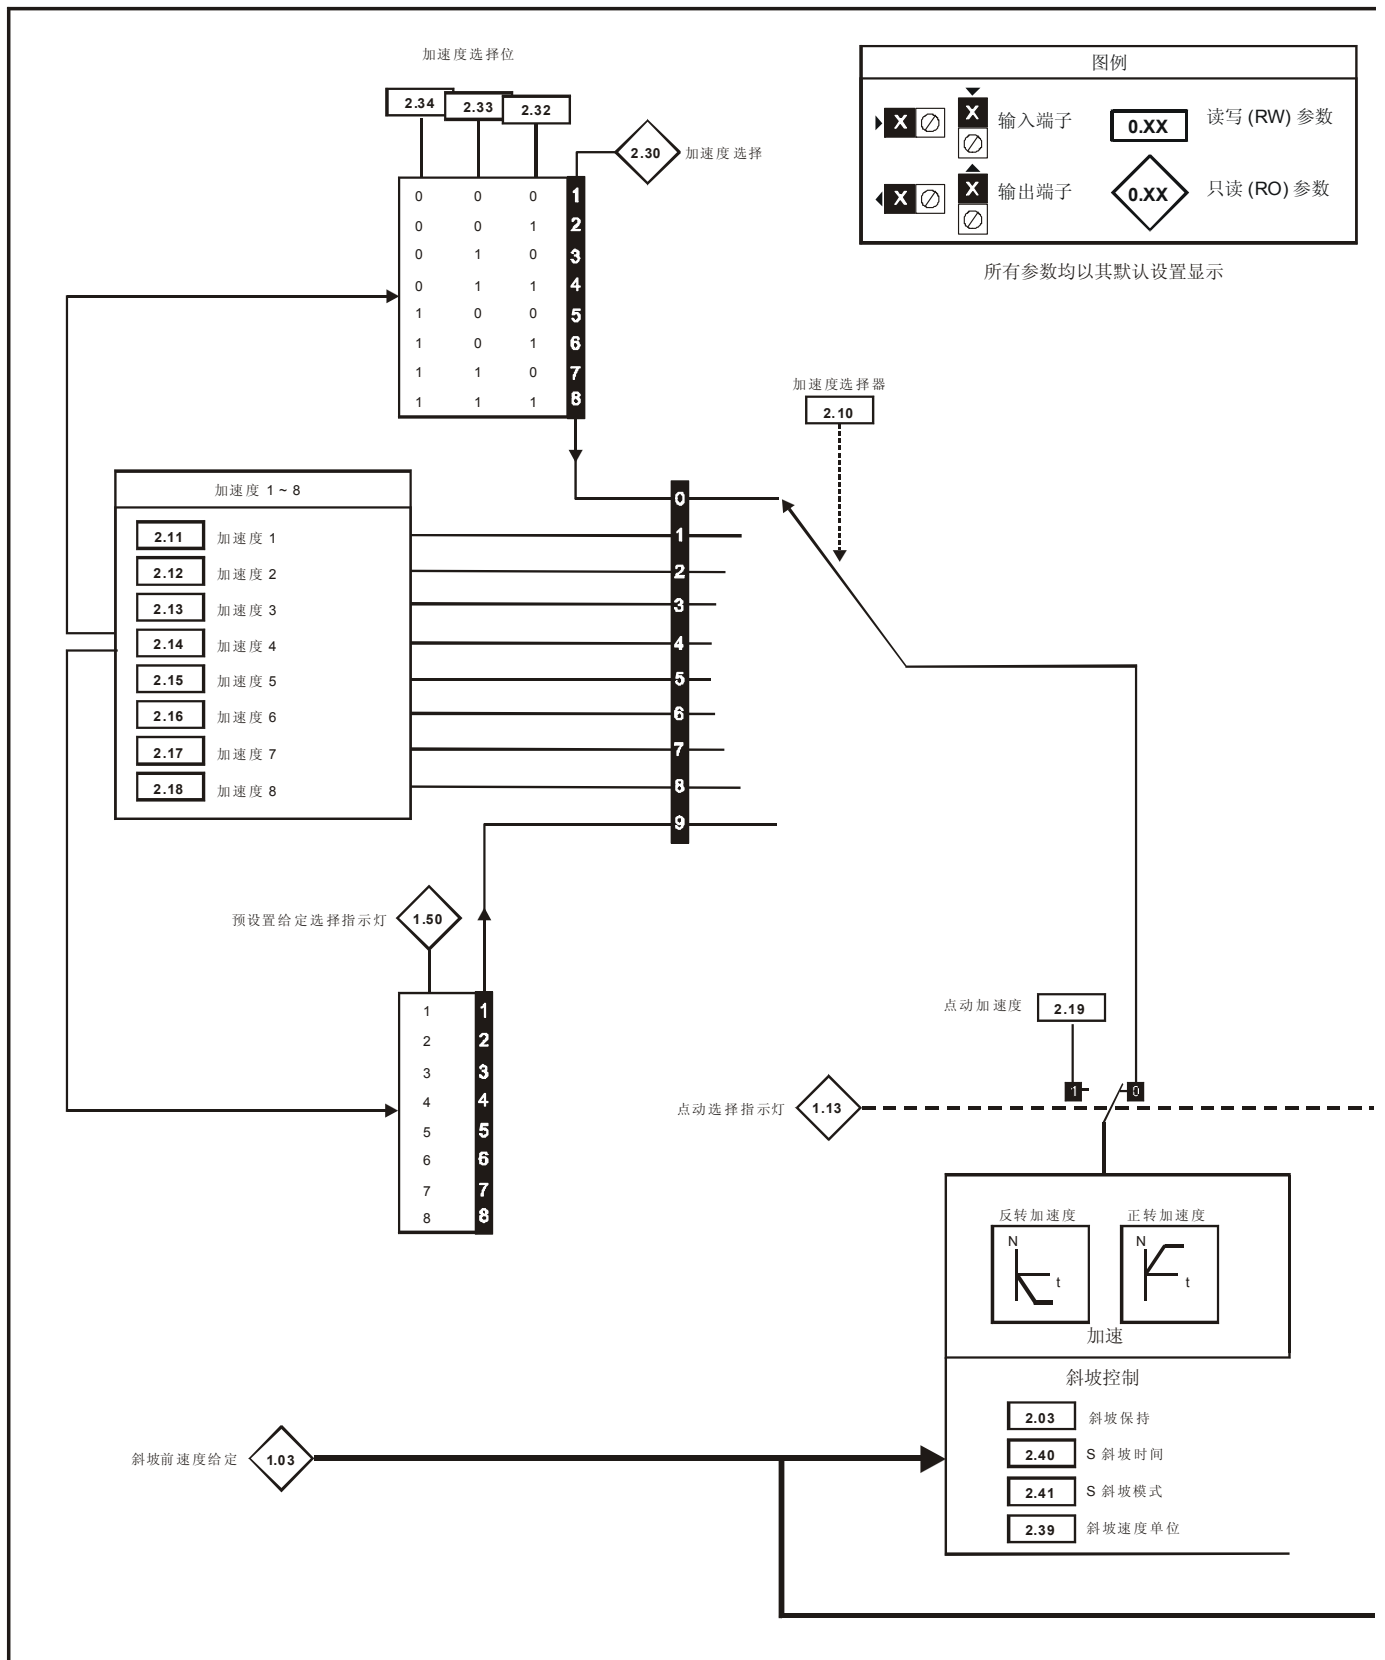 加速度选择位
2.34 2.33 2.32
2.30 加速度选择
0 0 0 1
0 0 1 2
0 1 0 3
0 1 1 4
1 0 0 5
1 0 1 6
1 1 0 7
1 1 1 8
图例
X X 输入端子 0.XX 读写 (RW) 参数
X X 输出端子 0.XX 只读 (RO) 参数
所有参数均以其默认设置显示
加速度选择器
2.10
加速度 1 ~ 8
2.11 加速度 1
2.12 加速度 2
2.13 加速度 3
2.14 加速度 4
2.15 加速度 5
2.16 加速度 6
2.17 加速度 7
2.18 加速度 8
0
1
2
3
4
5
6
7
8
9
预设置给定选择指示灯 1.50
1 1
2 2
3 3
4 4
5 5
6 6
7 7
8 8
点动加速度 2.19
1 0
点动选择指示灯 1.13
反转加速度 正转加速度
N t N t
加速
斜坡控制
2.03 斜坡保持
2.40 S 斜坡时间
2.41 S 斜坡模式
2.39 斜坡速度单位
斜坡前速度给定 1.03